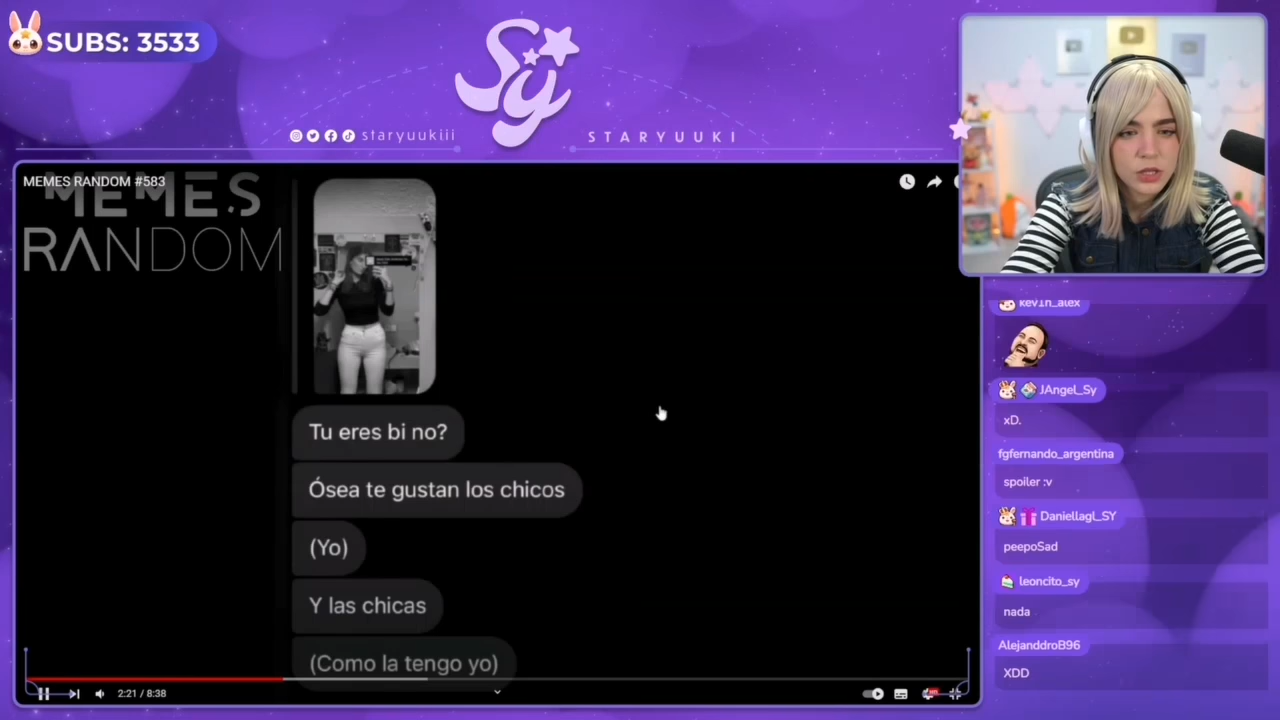 SUBS: 3533
Sy
staryuukiii
STARYUUKI
MEMES RANDOM #583
MEMES
RANDOM
Tu eres bi no?
Ósea te gustan los chicos
(Yo)
Y las chicas
(Como la tengo yo)
2:21 / 8:38
kev1n_alex
JAngel_Sy
xD.
fgfernando_argentina
spoiler :v
Daniellagl_SY
peepoSad
leoncito_sy
nada
AlejanddroB96
XDD